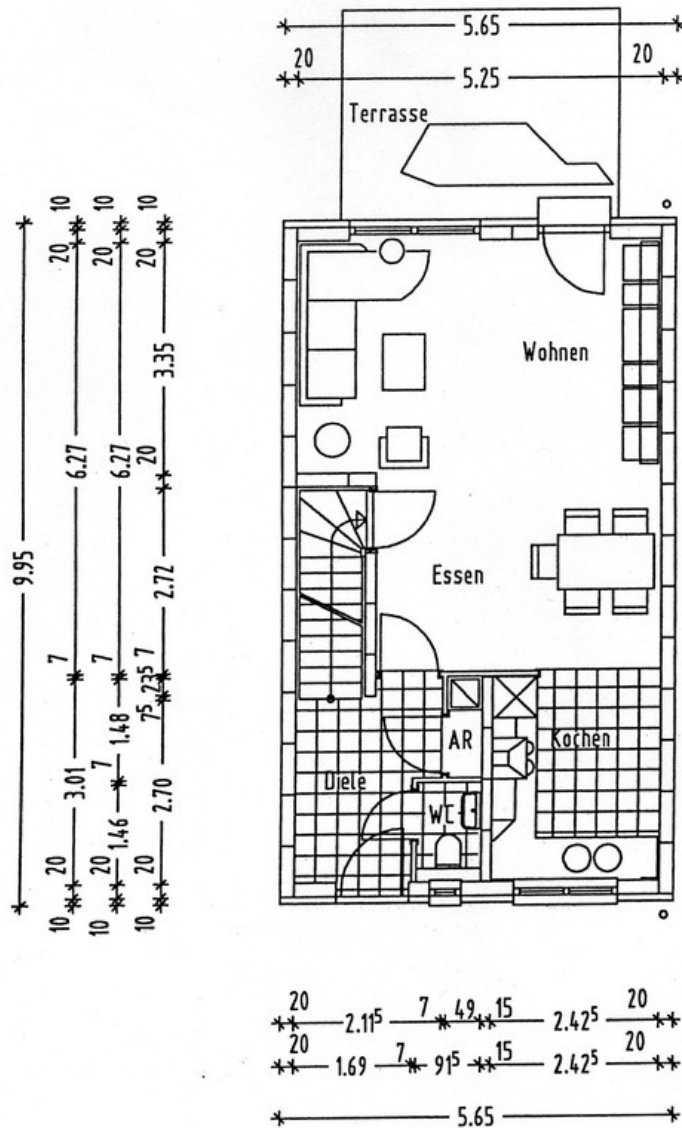 5.65
20 5.25 20
Terrasse
Wohnen
Essen
AR
Kochen
Diele
WC
9.95
10 20 6.27 7 3.01 20 10
10 20 6.27 7 1.48 7 1.46 20 10
10 20 3.35 20 2.72 7 23⁵ 7⁵ 2.70 20 10
20 2.11⁵ 7 49 15 2.42⁵ 20
20 1.69 7 91⁵ 15 2.42⁵ 20
5.65